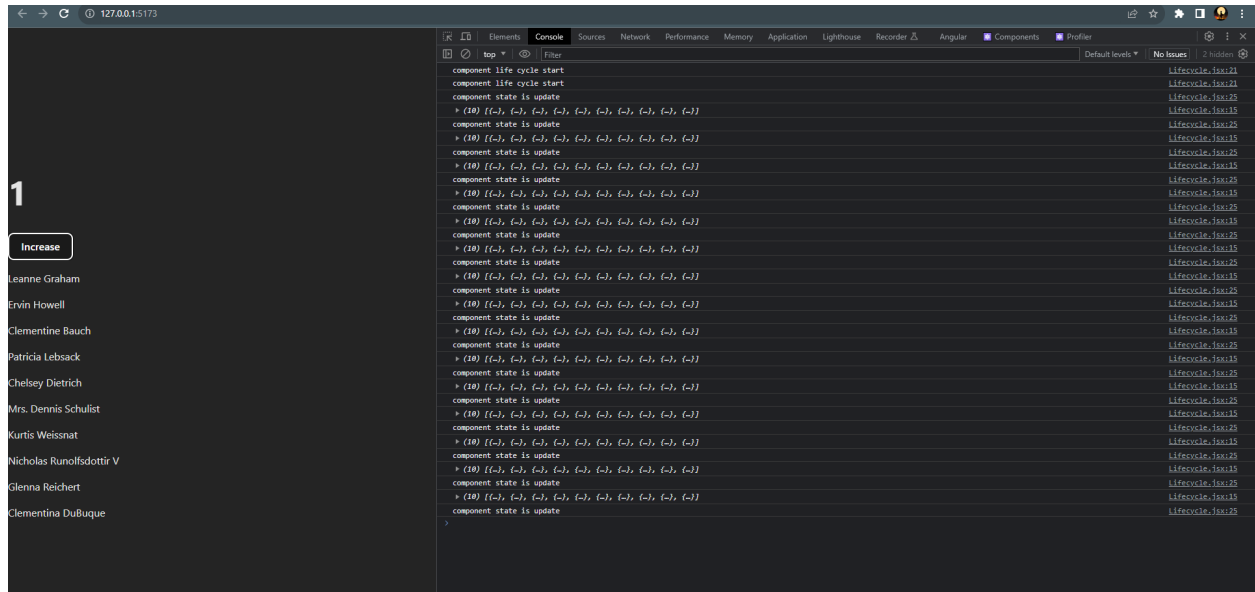 127.0.0.1:5173
1
Increase
Leanne Graham
Ervin Howell
Clementine Bauch
Patricia Lebsack
Chelsey Dietrich
Mrs. Dennis Schulist
Kurtis Weissnat
Nicholas Runolfsdottir V
Glenna Reichert
Clementina DuBuque
Elements Console Sources Network Performance Memory Application Lighthouse Recorder Angular Components Profiler
top Filter Default levels No Issues 2 hidden
component life cycle start Lifecycle.jsx:21
component life cycle start Lifecycle.jsx:21
component state is update Lifecycle.jsx:25
(10) [{…}, {…}, {…}, {…}, {…}, {…}, {…}, {…}, {…}, {…}] Lifecycle.jsx:15
component state is update Lifecycle.jsx:25
(10) [{…}, {…}, {…}, {…}, {…}, {…}, {…}, {…}, {…}, {…}] Lifecycle.jsx:15
component state is update Lifecycle.jsx:25
(10) [{…}, {…}, {…}, {…}, {…}, {…}, {…}, {…}, {…}, {…}] Lifecycle.jsx:15
component state is update Lifecycle.jsx:25
(10) [{…}, {…}, {…}, {…}, {…}, {…}, {…}, {…}, {…}, {…}] Lifecycle.jsx:15
component state is update Lifecycle.jsx:25
(10) [{…}, {…}, {…}, {…}, {…}, {…}, {…}, {…}, {…}, {…}] Lifecycle.jsx:15
component state is update Lifecycle.jsx:25
(10) [{…}, {…}, {…}, {…}, {…}, {…}, {…}, {…}, {…}, {…}] Lifecycle.jsx:15
component state is update Lifecycle.jsx:25
(10) [{…}, {…}, {…}, {…}, {…}, {…}, {…}, {…}, {…}, {…}] Lifecycle.jsx:15
component state is update Lifecycle.jsx:25
(10) [{…}, {…}, {…}, {…}, {…}, {…}, {…}, {…}, {…}, {…}] Lifecycle.jsx:15
component state is update Lifecycle.jsx:25
(10) [{…}, {…}, {…}, {…}, {…}, {…}, {…}, {…}, {…}, {…}] Lifecycle.jsx:15
component state is update Lifecycle.jsx:25
(10) [{…}, {…}, {…}, {…}, {…}, {…}, {…}, {…}, {…}, {…}] Lifecycle.jsx:15
component state is update Lifecycle.jsx:25
(10) [{…}, {…}, {…}, {…}, {…}, {…}, {…}, {…}, {…}, {…}] Lifecycle.jsx:15
component state is update Lifecycle.jsx:25
(10) [{…}, {…}, {…}, {…}, {…}, {…}, {…}, {…}, {…}, {…}] Lifecycle.jsx:15
component state is update Lifecycle.jsx:25
(10) [{…}, {…}, {…}, {…}, {…}, {…}, {…}, {…}, {…}, {…}] Lifecycle.jsx:15
component state is update Lifecycle.jsx:25
(10) [{…}, {…}, {…}, {…}, {…}, {…}, {…}, {…}, {…}, {…}] Lifecycle.jsx:15
component state is update Lifecycle.jsx:25
(10) [{…}, {…}, {…}, {…}, {…}, {…}, {…}, {…}, {…}, {…}] Lifecycle.jsx:15
component state is update Lifecycle.jsx:25